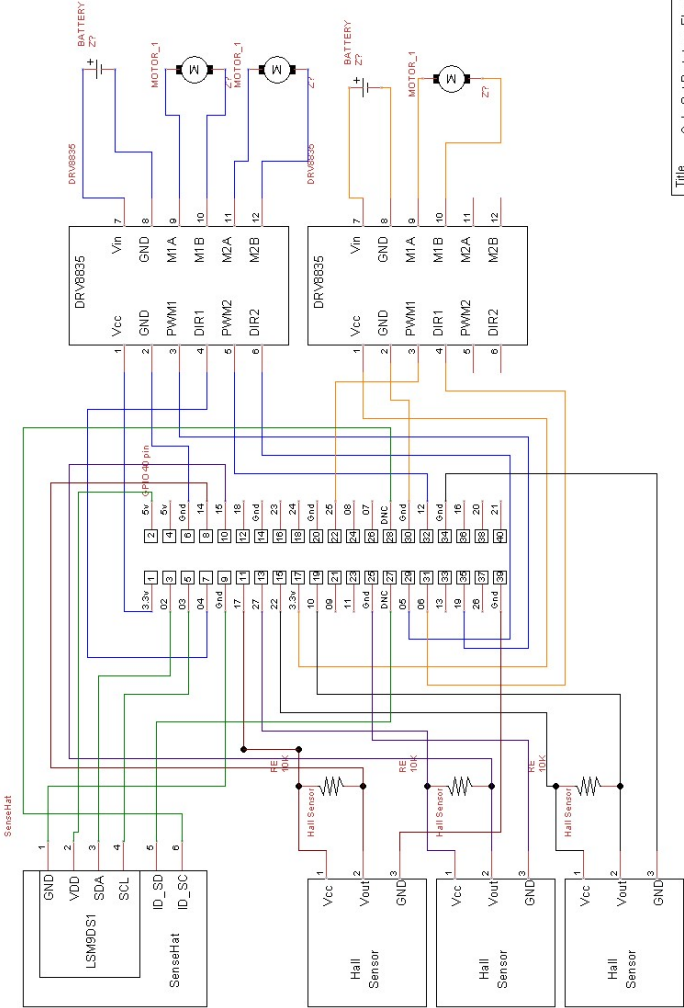 BATTERY
Z?
MOTOR_1
Z?
MOTOR_1
Z?
BATTERY
Z?
MOTOR_1
Z?
DRV8835
DRV8835
7 8 9 10 11 12
Vin GND M1A M1B M2A M2B
DRV8835
Vcc GND PWM1 DIR1 PWM2 DIR2
1 2 3 4 5 6
7 8 9 10 11 12
Vin GND M1A M1B M2A M2B
DRV8835
Vcc GND PWM1 DIR1 PWM2 DIR2
1 2 3 4 5 6
Title
GPIO 40 pin
5v 5v Gnd 14 15 18 Gnd 23 24 Gnd 25 08 07 DNC Gnd 12 Gnd 16 20 21
2 4 6 8 10 12 14 16 18 20 22 24 26 28 30 32 34 36 38 40
1 3 5 7 9 11 13 15 17 19 21 23 25 27 29 31 33 35 37 39
3.3v 02 03 04 Gnd 17 27 22 3.3v 10 09 11 Gnd DNC 05 06 13 19 26 Gnd
SenseHat
1 2 3 4 5 6
GND VDD SDA SCL ID_SD ID_SC
LSM9DS1
SenseHat
RE
10K
Hall Sensor
1 2 3
Vcc Vout GND
Hall
Sensor
RE
10K
Hall Sensor
1 2 3
Vcc Vout GND
Hall
Sensor
RE
10K
Hall Sensor
1 2 3
Vcc Vout GND
Hall
Sensor